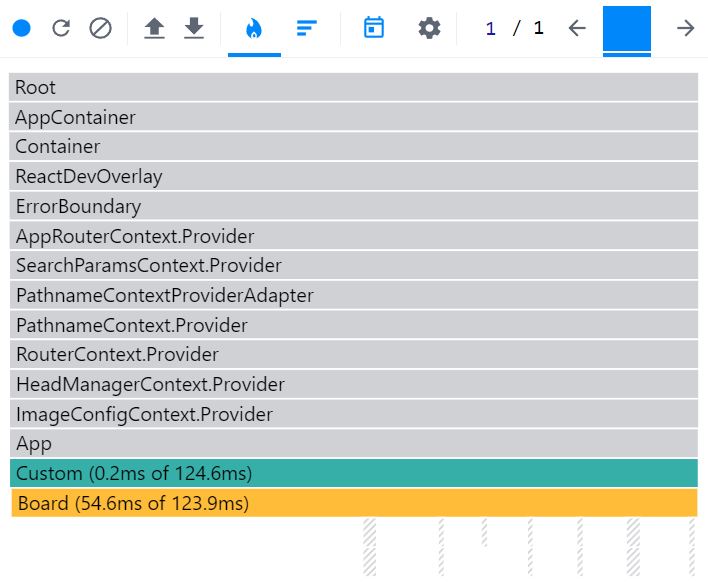 1 / 1
Root
AppContainer
Container
ReactDevOverlay
ErrorBoundary
AppRouterContext.Provider
SearchParamsContext.Provider
PathnameContextProviderAdapter
PathnameContext.Provider
RouterContext.Provider
HeadManagerContext.Provider
ImageConfigContext.Provider
App
Custom (0.2ms of 124.6ms)
Board (54.6ms of 123.9ms)